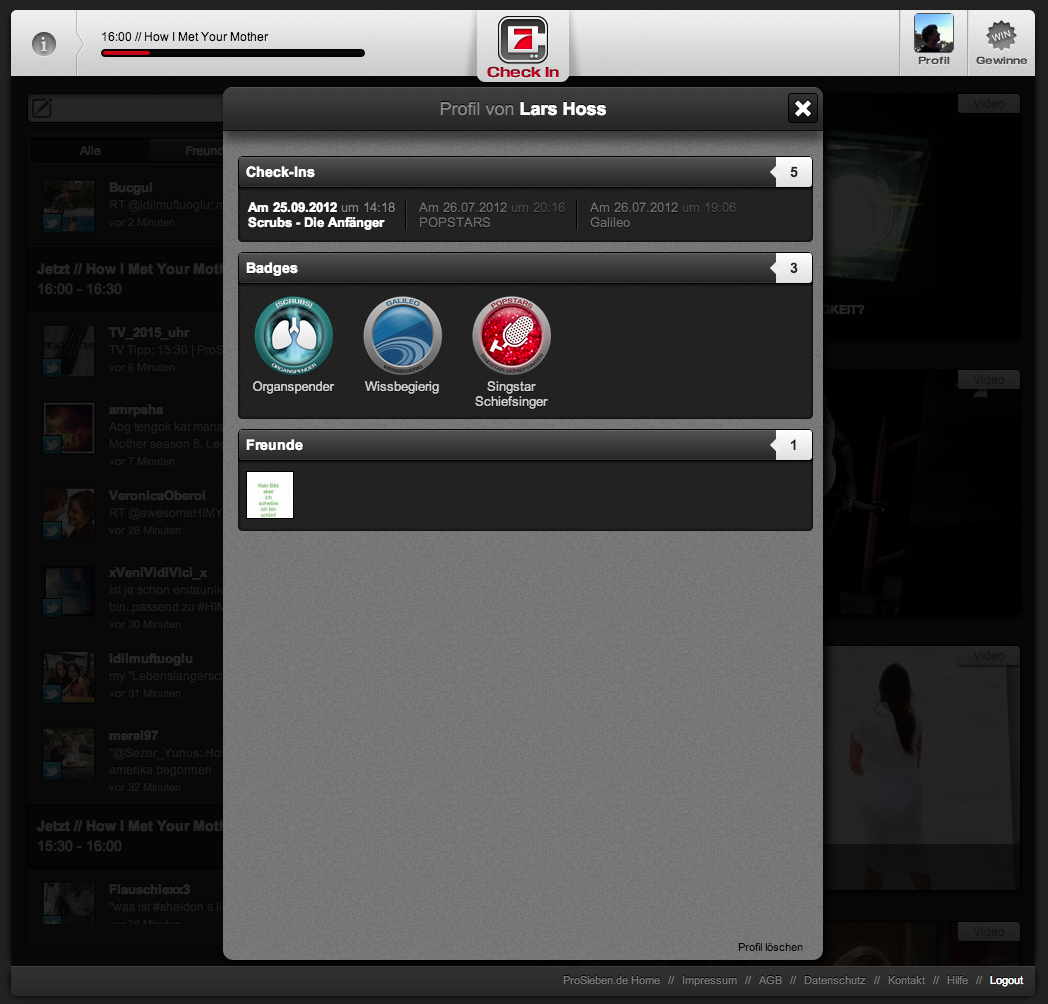 16:00 // How I Met Your Mother
Check In
Profil
WIN
Gewinne
Profil von Lars Hoss
Check-Ins
5
Am 25.09.2012 um 14:18
Scrubs - Die Anfänger
Am 26.07.2012 um 20:16
POPSTARS
Am 26.07.2012 um 19:06
Galileo
Badges
3
[SCRUBS]
ORGANSPENDER
Organspender
GALILEO
WISSBEGIERIG
Wissbegierig
POPSTARS
SINGSTAR SCHIEFSINGER
Singstar
Schiefsinger
Freunde
1
Kein Bild
aber
ich
schwöre
ich bin
schön!
Profil löschen
Alle
Freund
Bucgul
RT @idilmuftuoglu: m
vor 2 Minuten
Jetzt // How I Met Your Moth
16:00 - 16:30
TV_2015_uhr
TV Tipp: 15:30 | ProS
vor 6 Minuten
amrpsha
Abg tengok kat mana
Mother season 8. Leg
vor 7 Minuten
VeronicaOberoi
RT @awesomeHIMY
vor 28 Minuten
xVeniVidiVici_x
Ist ja schon erstaunlic
bin..passend zu #HIM
vor 30 Minuten
idilmuftuoglu
my "Lebenslangersch
vor 31 Minuten
merel97
"@Sezer_Yunus: How
amerika begonnen
vor 32 Minuten
Jetzt // How I Met Your Moth
15:30 - 16:00
Flauschiexx3
"was ist #sheldon s li
vor 38 Minuten
Video
GKEIT?
Video
Video
Video
ProSieben.de Home // Impressum // AGB // Datenschutz // Kontakt // Hilfe // Logout